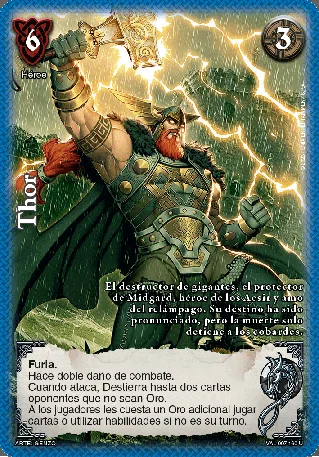 6
3
Héroe
Thor
El destructor de gigantes, el protector
de Midgard, héroe de los Aesir y amo
del relámpago. Su destino ha sido
pronunciado, pero la muerte solo
detiene a los cobardes.
Furia.
Hace doble daño de combate.
Cuando ataca, Destierra hasta dos cartas
oponentes que no sean Oro.
A los jugadores les cuesta un Oro adicional jugar
cartas o utilizar habilidades si no es su turno.